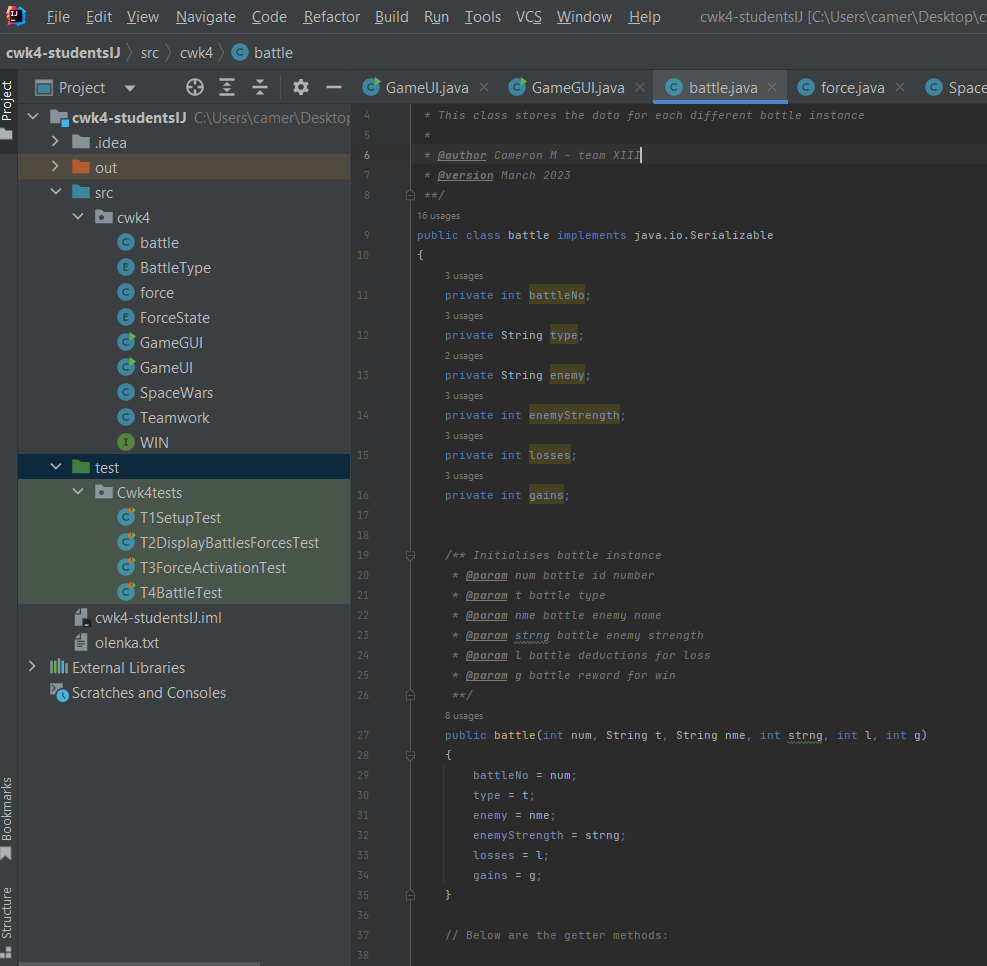 File Edit View Navigate Code Refactor Build Run Tools VCS Window Help cwk4-studentsIJ [C:\Users\camer\Desktop\c
cwk4-studentsIJ src cwk4 battle
Project GameUI.java GameGUI.java battle.java force.java Space
Project
cwk4-studentsIJ C:\Users\camer\Desktop
.idea
out
src
cwk4
battle
BattleType
force
ForceState
GameGUI
GameUI
SpaceWars
Teamwork
WIN
test
Cwk4tests
T1SetupTest
T2DisplayBattlesForcesTest
T3ForceActivationTest
T4BattleTest
cwk4-studentsIJ.iml
olenka.txt
External Libraries
Scratches and Consoles
Bookmarks
Structure
4 * This class stores the data for each different battle instance
5 *
6 * @author Cameron M - team XIII
7 * @version March 2023
8 **/
16 usages
9 public class battle implements java.io.Serializable
10 {
3 usages
11 private int battleNo;
3 usages
12 private String type;
2 usages
13 private String enemy;
3 usages
14 private int enemyStrength;
3 usages
15 private int losses;
3 usages
16 private int gains;
17
18
19 /** Initialises battle instance
20 * @param num battle id number
21 * @param t battle type
22 * @param nme battle enemy name
23 * @param strng battle enemy strength
24 * @param l battle deductions for loss
25 * @param g battle reward for win
26 **/
8 usages
27 public battle(int num, String t, String nme, int strng, int l, int g)
28 {
29 battleNo = num;
30 type = t;
31 enemy = nme;
32 enemyStrength = strng;
33 losses = l;
34 gains = g;
35 }
36
37 // Below are the getter methods:
38